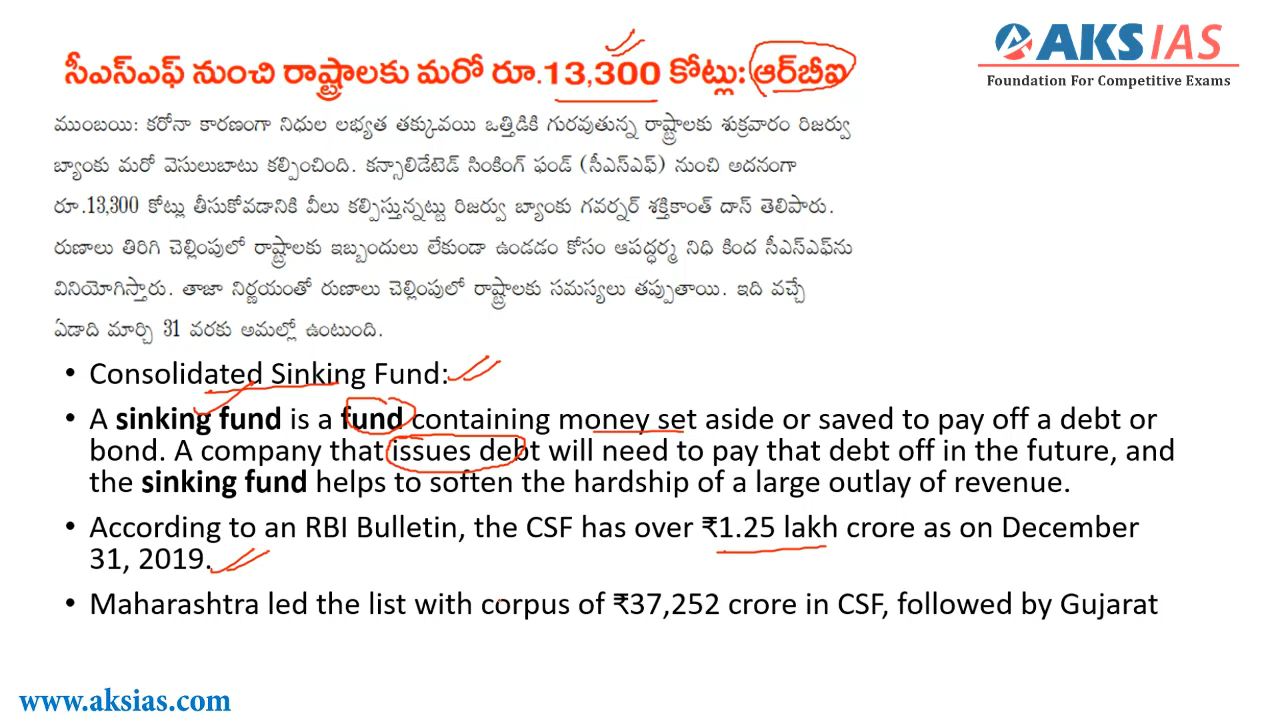 AKS IAS
Foundation For Competitive Exams
సీఎస్ఎఫ్ నుంచి రాష్ట్రాలకు మరో రూ.13,300 కోట్లు: ఆర్‌బీఐ
ముంబయి: కరోనా కారణంగా నిధుల లభ్యత తక్కువయి ఒత్తిడికి గురవుతున్న రాష్ట్రాలకు శుక్రవారం రిజర్వు
బ్యాంకు మరో వెసులుబాటు కల్పించింది. కన్సాలిడేటెడ్ సింకింగ్ ఫండ్ (సీఎస్ఎఫ్) నుంచి అదనంగా
రూ.13,300 కోట్లు తీసుకోవడానికి వీలు కల్పిస్తున్నట్టు రిజర్వు బ్యాంకు గవర్నర్ శక్తికాంత్ దాస్ తెలిపారు.
రుణాలు తిరిగి చెల్లింపులో రాష్ట్రాలకు ఇబ్బందులు లేకుండా ఉండడం కోసం ఆపద్ధర్మ నిధి కింద సీఎస్ఎఫ్‌ను
వినియోగిస్తారు. తాజా నిర్ణయంతో రుణాలు చెల్లింపులో రాష్ట్రాలకు సమస్యలు తప్పుతాయి. ఇది వచ్చే
ఏడాది మార్చి 31 వరకు అమల్లో ఉంటుంది.
• Consolidated Sinking Fund:
• A sinking fund is a fund containing money set aside or saved to pay off a debt or
bond. A company that issues debt will need to pay that debt off in the future, and
the sinking fund helps to soften the hardship of a large outlay of revenue.
• According to an RBI Bulletin, the CSF has over ₹1.25 lakh crore as on December
31, 2019.
• Maharashtra led the list with corpus of ₹37,252 crore in CSF, followed by Gujarat
www.aksias.com